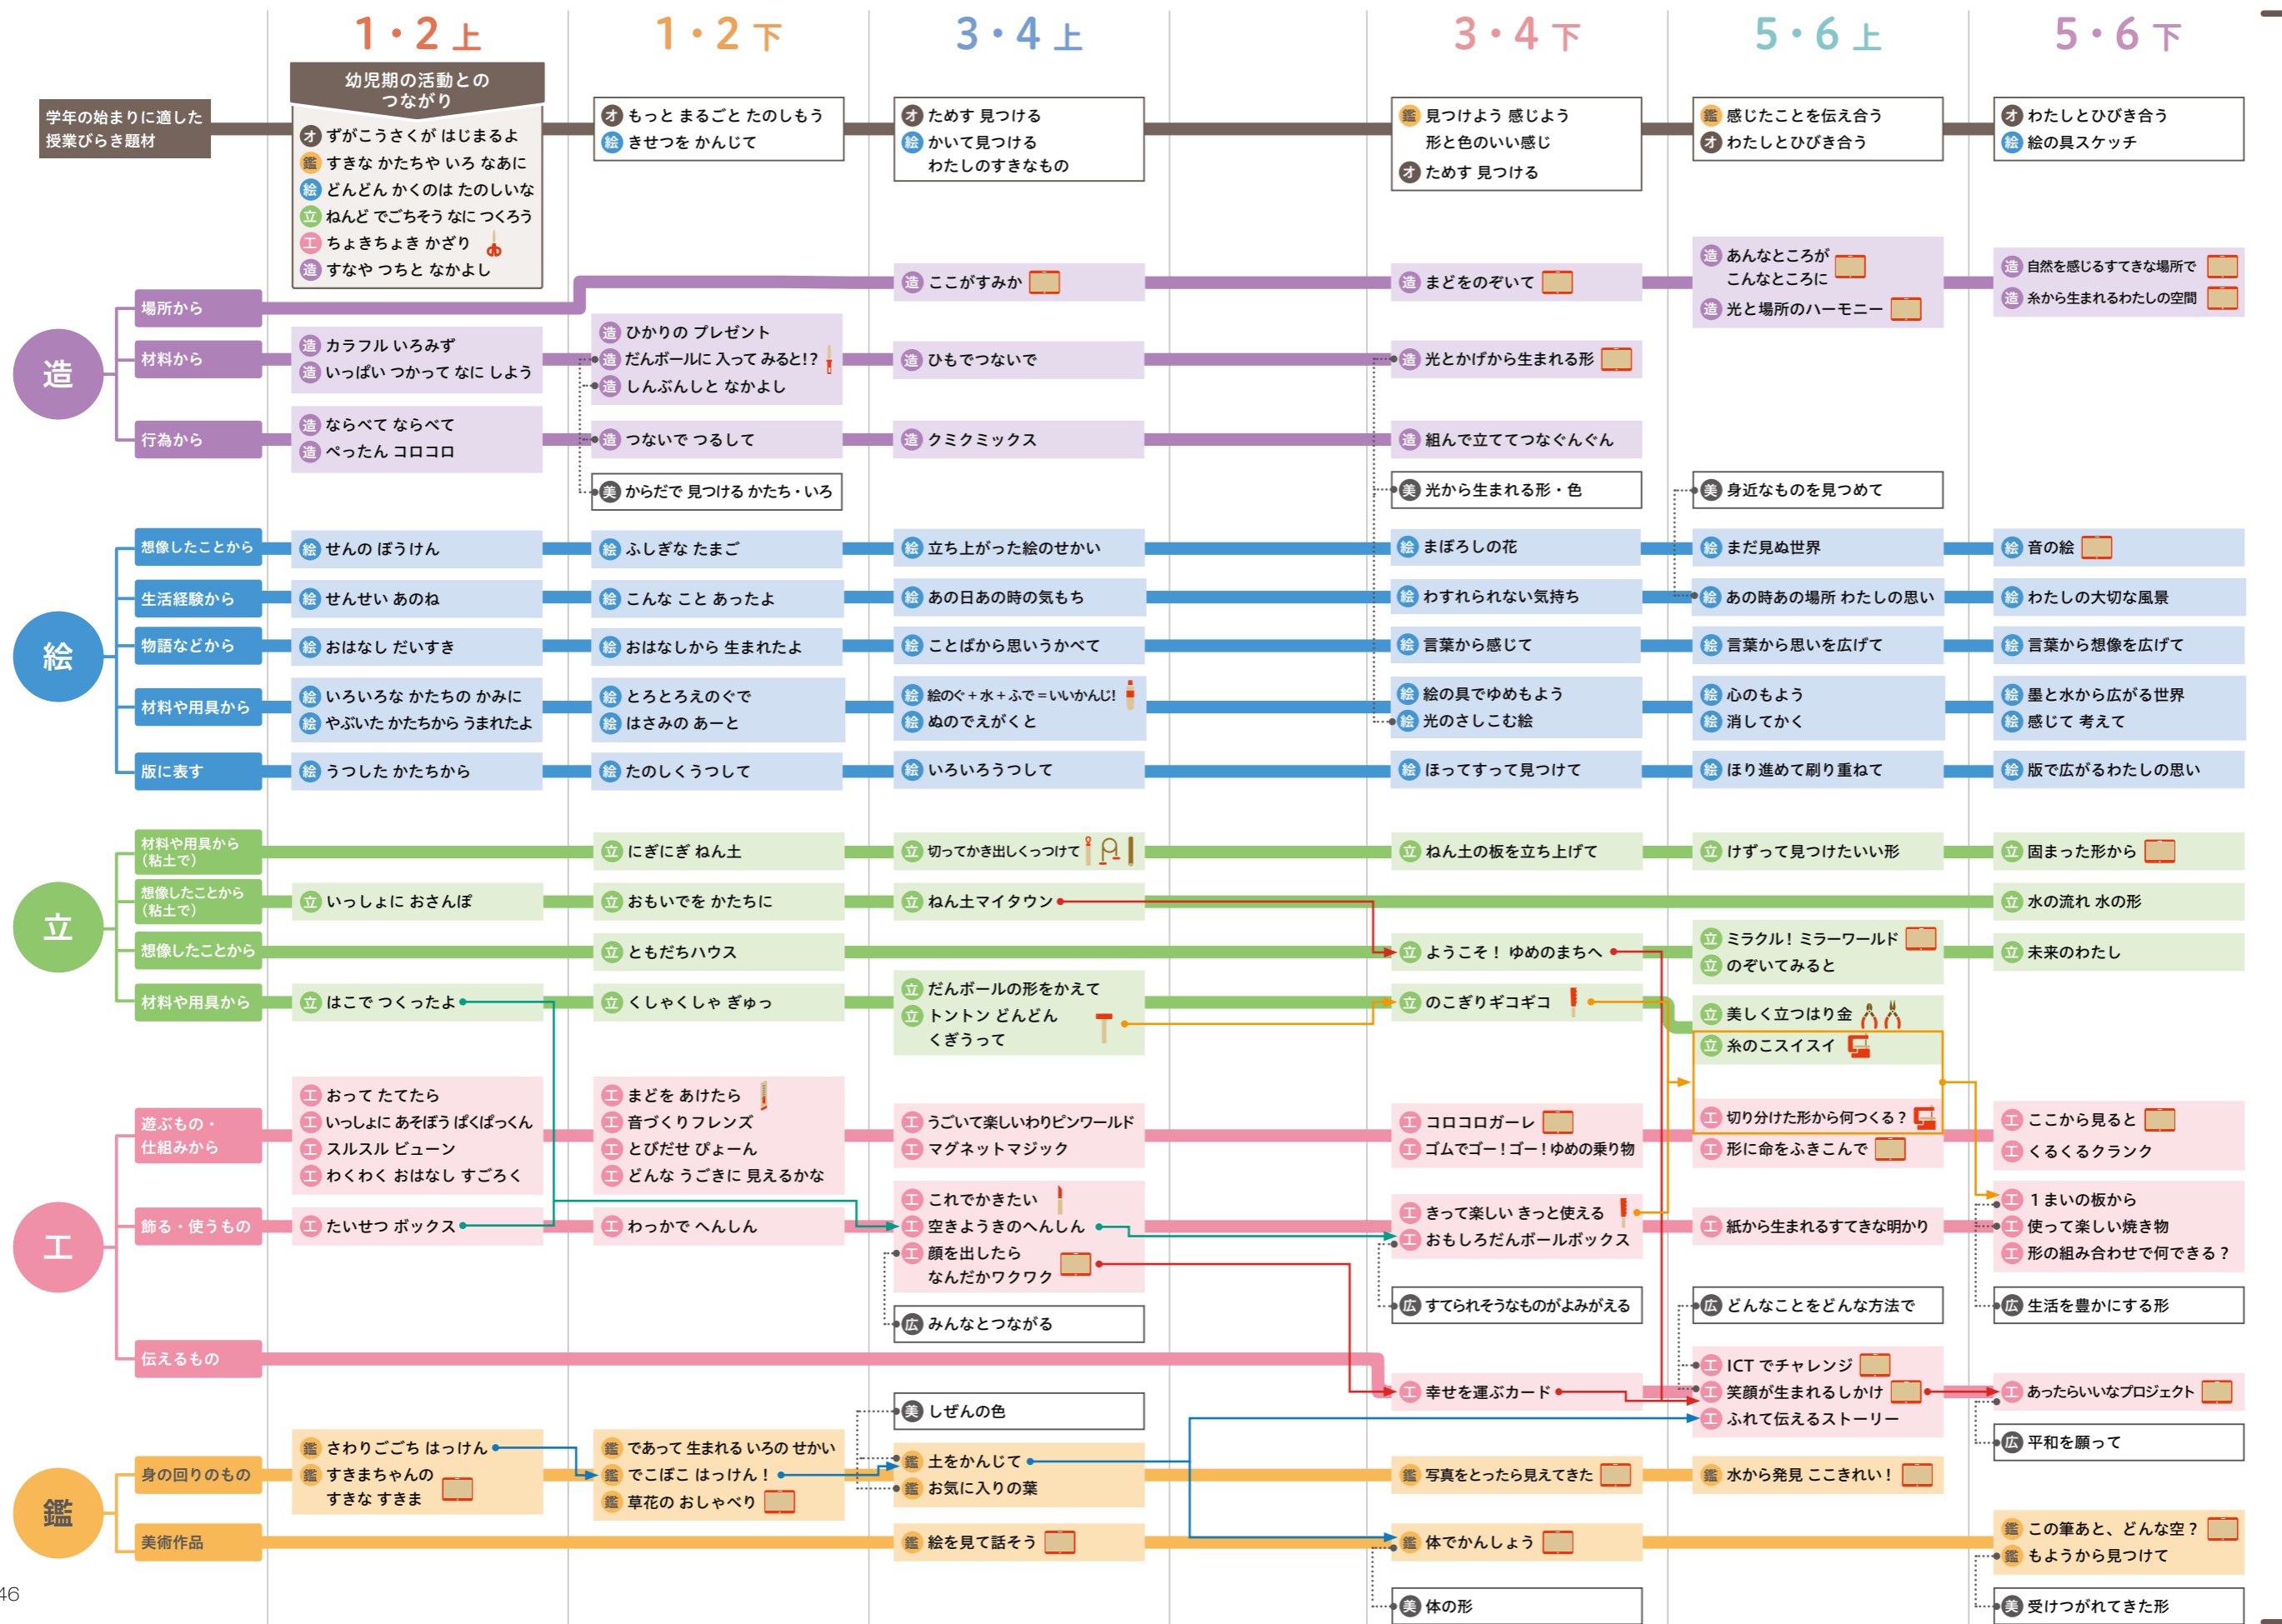 1・2 上
1・2 下
3・4 上
3・4 下
5・6 上
5・6 下
学年の始まりに適した
授業びらき題材
幼児期の活動との
つながり
オ ずがこうさくが はじまるよ
鑑 すきな かたちや いろ なあに
絵 どんどん かくのは たのしいな
立 ねんど でごちそう なに つくろう
工 ちょきちょき かざり
造 すなや つちと なかよし
オ もっと まるごと たのしもう
絵 きせつを かんじて
オ ためす 見つける
絵 かいて見つける
わたしのすきなもの
鑑 見つけよう 感じよう
形と色のいい感じ
オ ためす 見つける
鑑 感じたことを伝え合う
オ わたしとひびき合う
オ わたしとひびき合う
絵 絵の具スケッチ
造
場所から
造 ここがすみか
造 まどをのぞいて
造 あんなところが
こんなところに
造 光と場所のハーモニー
造 自然を感じるすてきな場所で
造 糸から生まれるわたしの空間
材料から
造 カラフル いろみず
造 いっぱい つかって なに しよう
造 ひかりの プレゼント
造 だんボールに 入って みると!?
造 しんぶんしと なかよし
造 ひもでつないで
造 光とかげから生まれる形
行為から
造 ならべて ならべて
造 ぺったん コロコロ
造 つないで つるして
造 クミクミックス
造 組んで立ててつなぐんぐん
美 からだで 見つける かたち・いろ
美 光から生まれる形・色
美 身近なものを見つめて
絵
想像したことから
絵 せんの ぼうけん
絵 ふしぎな たまご
絵 立ち上がった絵のせかい
絵 まぼろしの花
絵 まだ見ぬ世界
絵 音の絵
生活経験から
絵 せんせい あのね
絵 こんな こと あったよ
絵 あの日あの時の気もち
絵 わすれられない気持ち
絵 あの時あの場所 わたしの思い
絵 わたしの大切な風景
物語などから
絵 おはなし だいすき
絵 おはなしから 生まれたよ
絵 ことばから思いうかべて
絵 言葉から感じて
絵 言葉から思いを広げて
絵 言葉から想像を広げて
材料や用具から
絵 いろいろな かたちの かみに
絵 やぶいた かたちから うまれたよ
絵 とろとろえのぐで
絵 はさみの あーと
絵 絵のぐ+水+ふで=いいかんじ!
絵 ぬのでえがくと
絵 絵の具でゆめもよう
絵 光のさしこむ絵
絵 心のもよう
絵 消してかく
絵 墨と水から広がる世界
絵 感じて 考えて
版に表す
絵 うつした かたちから
絵 たのしくうつして
絵 いろいろうつして
絵 ほってすって見つけて
絵 ほり進めて刷り重ねて
絵 版で広がるわたしの思い
立
材料や用具から
(粘土で)
立 にぎにぎ ねん土
立 切ってかき出しくっつけて
立 ねん土の板を立ち上げて
立 けずって見つけたいい形
立 固まった形から
想像したことから
(粘土で)
立 いっしょに おさんぽ
立 おもいでを かたちに
立 ねん土マイタウン
立 水の流れ 水の形
想像したことから
立 ともだちハウス
立 ようこそ! ゆめのまちへ
立 ミラクル! ミラーワールド
立 のぞいてみると
立 未来のわたし
材料や用具から
立 はこで つくったよ
立 くしゃくしゃ ぎゅっ
立 だんボールの形をかえて
立 トントン どんどん
くぎうって
立 のこぎりギコギコ
立 美しく立つはり金
立 糸のこスイスイ
工
遊ぶもの・
仕組みから
工 おって たてたら
工 いっしょに あそぼう ぱくぱっくん
工 スルスル ビューン
工 わくわく おはなし すごろく
工 まどを あけたら
工 音づくりフレンズ
工 とびだせ ぴょーん
工 どんな うごきに 見えるかな
工 うごいて楽しいわりピンワールド
工 マグネットマジック
工 コロコロガーレ
工 ゴムでゴー!ゴー!ゆめの乗り物
工 切り分けた形から何つくる?
工 形に命をふきこんで
工 ここから見ると
工 くるくるクランク
飾る・使うもの
工 たいせつ ボックス
工 わっかで へんしん
工 これでかきたい
工 空きようきのへんしん
工 顔を出したら
なんだかワクワク
工 きって楽しい きっと使える
工 おもしろだんボールボックス
工 紙から生まれるすてきな明かり
工 1まいの板から
工 使って楽しい焼き物
工 形の組み合わせで何できる?
広 みんなとつながる
広 すてられそうなものがよみがえる
広 どんなことをどんな方法で
広 生活を豊かにする形
伝えるもの
工 幸せを運ぶカード
工 ICT でチャレンジ
工 笑顔が生まれるしかけ
工 ふれて伝えるストーリー
工 あったらいいなプロジェクト
美 しぜんの色
広 平和を願って
鑑
身の回りのもの
鑑 さわりごごち はっけん
鑑 すきまちゃんの
すきな すきま
鑑 であって 生まれる いろの せかい
鑑 でこぼこ はっけん!
鑑 草花の おしゃべり
鑑 土をかんじて
鑑 お気に入りの葉
鑑 写真をとったら見えてきた
鑑 水から発見 ここきれい!
美術作品
鑑 絵を見て話そう
鑑 体でかんしょう
鑑 この筆あと、どんな空?
鑑 もようから見つけて
美 体の形
美 受けつがれてきた形
46